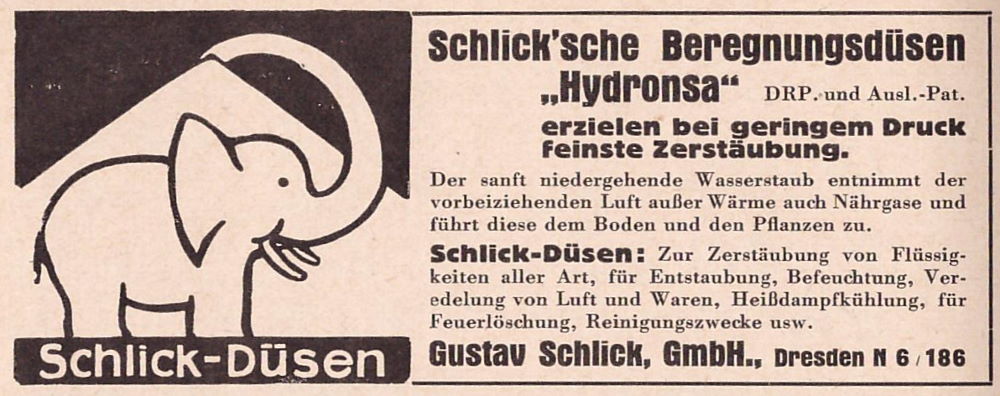 Schlick-Düsen
Schlick'sche Beregnungsdüsen
„Hydronsa“ DRP. und Ausl.-Pat.
erzielen bei geringem Druck
feinste Zerstäubung.
Der sanft niedergehende Wasserstaub entnimmt der
vorbeiziehenden Luft außer Wärme auch Nährgase und
führt diese dem Boden und den Pflanzen zu.
Schlick-Düsen: Zur Zerstäubung von Flüssig-
keiten aller Art, für Entstaubung, Befeuchtung, Ver-
edelung von Luft und Waren, Heißdampfkühlung, für
Feuerlöschung, Reinigungszwecke usw.
Gustav Schlick, GmbH., Dresden N 6/186